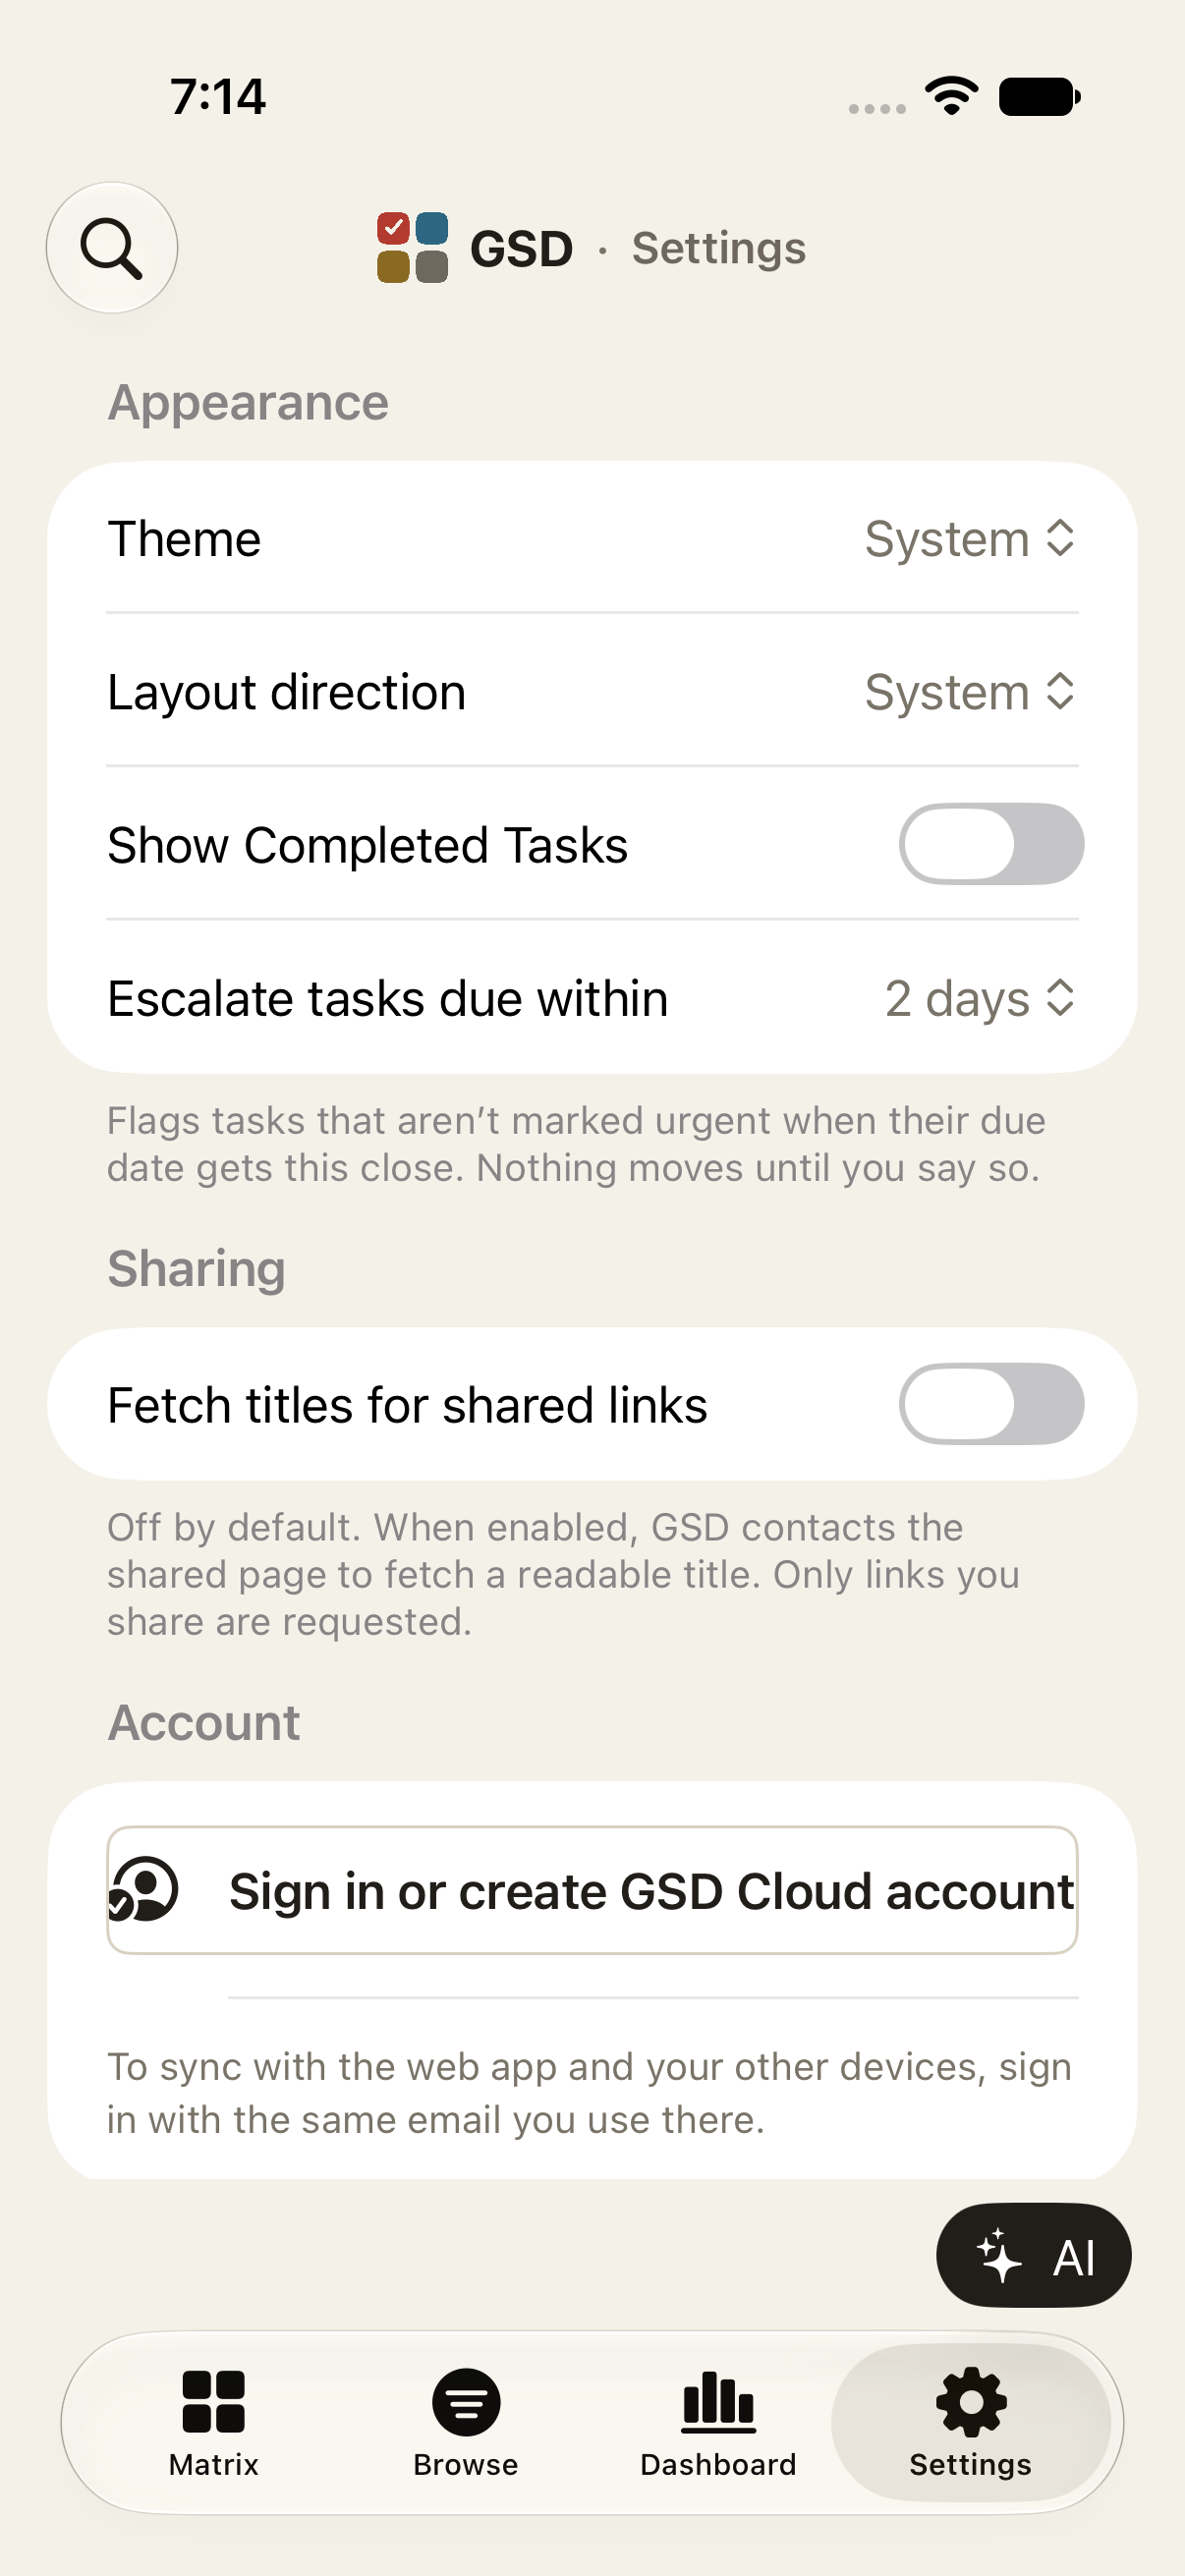 7:14
GSD · Settings
Appearance
Theme System
Layout direction System
Show Completed Tasks
Escalate tasks due within 2 days
Flags tasks that aren’t marked urgent when their due
date gets this close. Nothing moves until you say so.
Sharing
Fetch titles for shared links
Off by default. When enabled, GSD contacts the
shared page to fetch a readable title. Only links you
share are requested.
Account
Sign in or create GSD Cloud account
To sync with the web app and your other devices, sign
in with the same email you use there.
AI
Matrix Browse Dashboard Settings